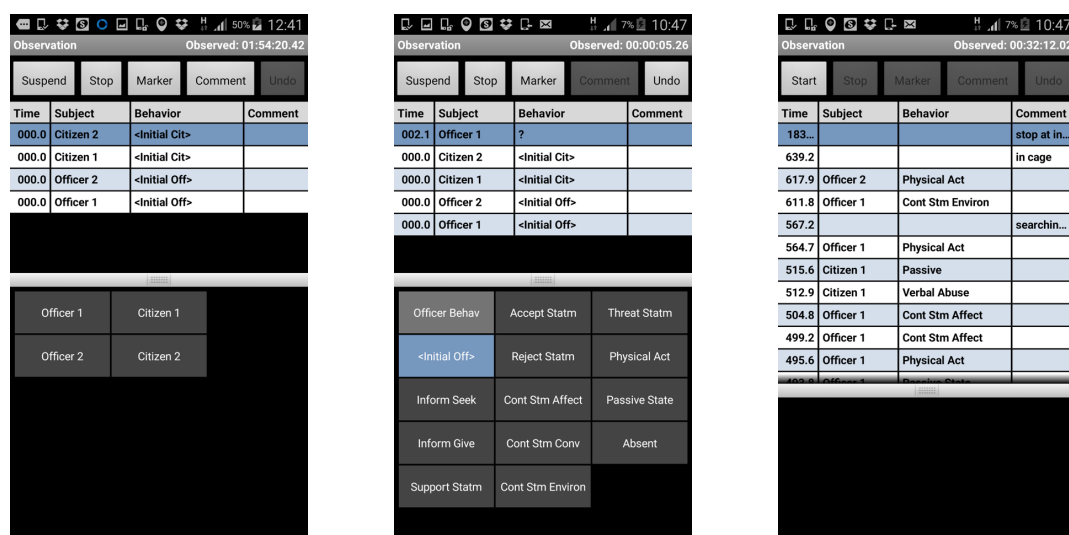 50% 12:41
Observation Observed: 01:54:20.42
Suspend Stop Marker Comment Undo
Time Subject Behavior Comment
000.0 Citizen 2 <Initial Cit>
000.0 Citizen 1 <Initial Cit>
000.0 Officer 2 <Initial Off>
000.0 Officer 1 <Initial Off>
Officer 1 Citizen 1
Officer 2 Citizen 2
7% 10:47
Observation Observed: 00:00:05.26
Suspend Stop Marker Comment Undo
Time Subject Behavior Comment
002.1 Officer 1 ?
000.0 Citizen 2 <Initial Cit>
000.0 Citizen 1 <Initial Cit>
000.0 Officer 2 <Initial Off>
000.0 Officer 1 <Initial Off>
Officer Behav Accept Statm Threat Statm
<Initial Off> Reject Statm Physical Act
Inform Seek Cont Stm Affect Passive State
Inform Give Cont Stm Conv Absent
Support Statm Cont Stm Environ
7% 10:47
Observation Observed: 00:32:12.02
Start Stop Marker Comment Undo
Time Subject Behavior Comment
183... stop at in...
639.2 in cage
617.9 Officer 2 Physical Act
611.8 Officer 1 Cont Stm Environ
567.2 searchin...
564.7 Officer 1 Physical Act
515.6 Citizen 1 Passive
512.9 Citizen 1 Verbal Abuse
504.8 Officer 1 Cont Stm Affect
499.2 Officer 1 Cont Stm Affect
495.6 Officer 1 Physical Act
Officer 1 Passive State